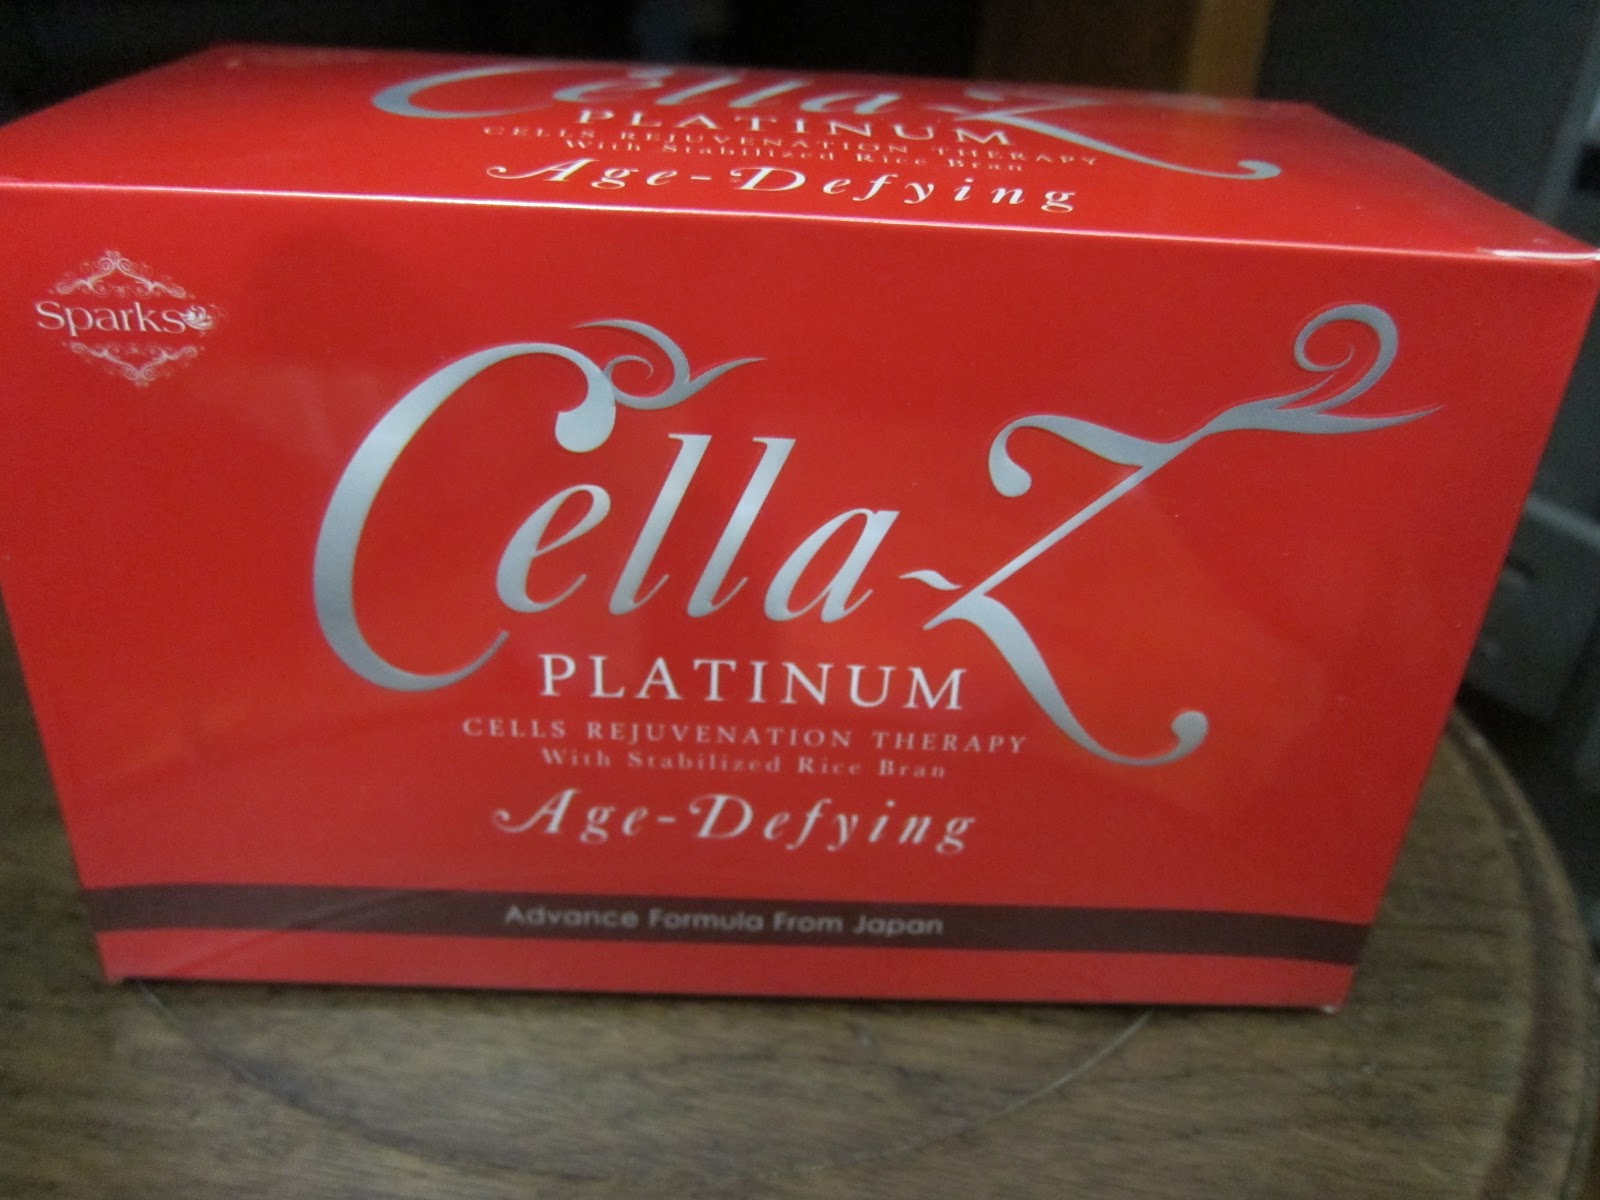 Cella-Z
PLATINUM
CELLS REJUVENATION THERAPY
With Stabilized Rice Bran
Age-Defying
Sparks
Cella-Z
PLATINUM
CELLS REJUVENATION THERAPY
With Stabilized Rice Bran
Age-Defying
Advance Formula From Japan